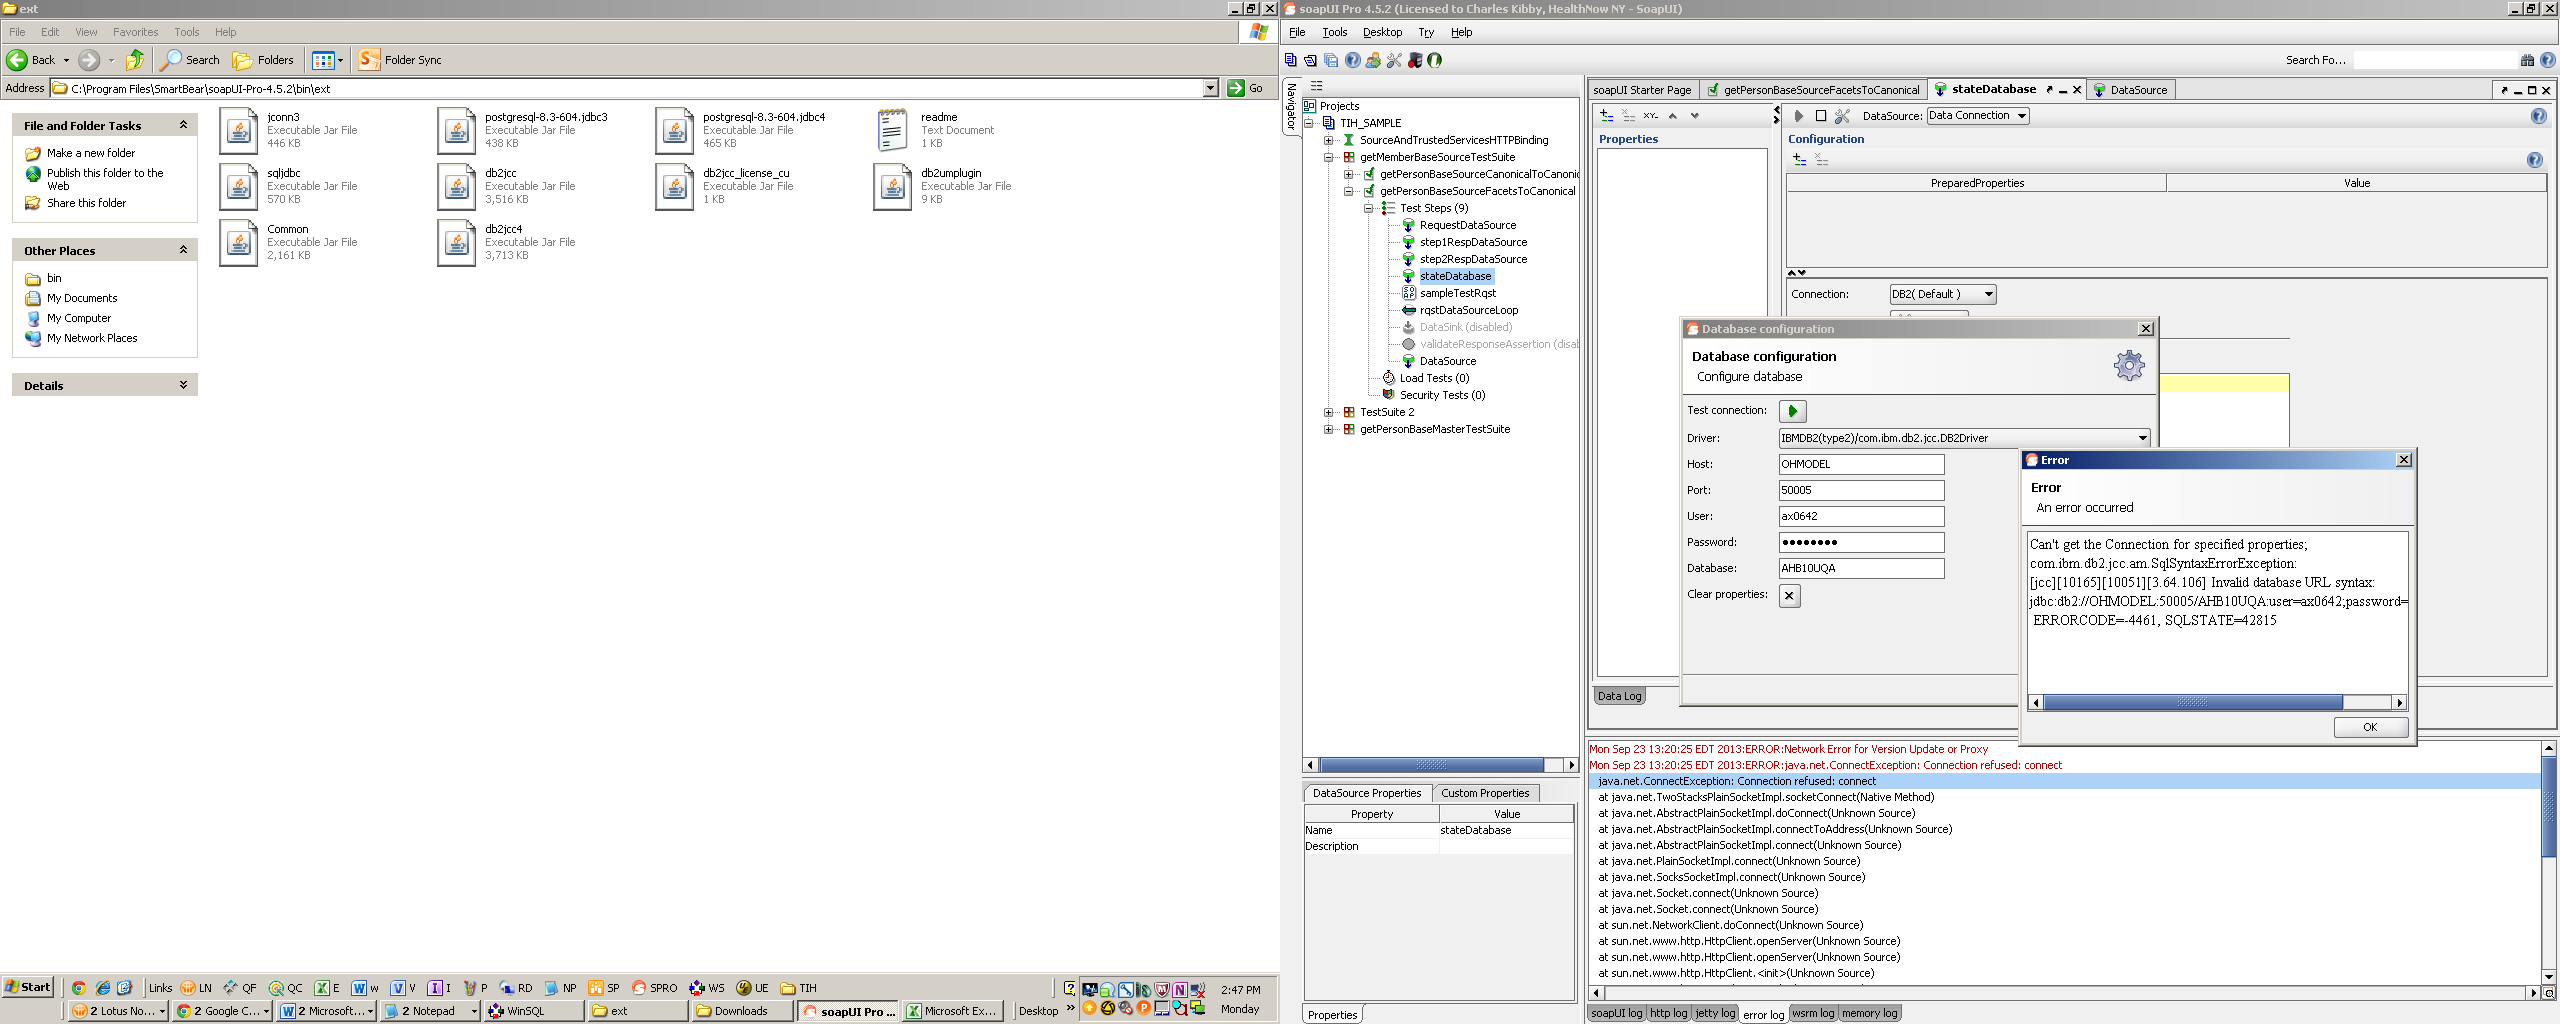 ext
File Edit View Favorites Tools Help
Back Search Folders Folder Sync
Address C:\Program Files\SmartBear\soapUI-Pro-4.5.2\bin\ext Go
File and Folder Tasks
Make a new folder
Publish this folder to the Web
Share this folder
Other Places
bin
My Documents
My Computer
My Network Places
Details
jconn3
Executable Jar File
446 KB
postgresql-8.3-604.jdbc3
Executable Jar File
438 KB
postgresql-8.3-604.jdbc4
Executable Jar File
465 KB
readme
Text Document
1 KB
sqljdbc
Executable Jar File
570 KB
db2jcc
Executable Jar File
3,516 KB
db2jcc_license_cu
Executable Jar File
1 KB
db2umplugin
Executable Jar File
9 KB
Common
Executable Jar File
2,161 KB
db2jcc4
Executable Jar File
3,713 KB
soapUI Pro 4.5.2 (Licensed to Charles Kibby, HealthNow NY - SoapUI)
File Tools Desktop Try Help
Search Fo...
Navigator
Projects
TIH_SAMPLE
SourceAndTrustedServicesHTTPBinding
getMemberBaseSourceTestSuite
getPersonBaseSourceCanonicalToCanonic
getPersonBaseSourceFacetsToCanonical
Test Steps (9)
RequestDataSource
step1RespDataSource
step2RespDataSource
stateDatabase
sampleTestRqst
rqstDataSourceLoop
DataSink (disabled)
validateResponseAssertion (disab
DataSource
Load Tests (0)
Security Tests (0)
TestSuite 2
getPersonBaseMasterTestSuite
DataSource Properties Custom Properties
Property Value
Name stateDatabase
Description
Properties
soapUI Starter Page getPersonBaseSourceFacetsToCanonical stateDatabase DataSource
XY- DataSource: Data Connection
Properties
Configuration
PreparedProperties Value
Connection: DB2( Default )
Data Log
Database configuration
Database configuration
Configure database
Test connection:
Driver: IBMDB2(type2)/com.ibm.db2.jcc.DB2Driver
Host: OHMODEL
Port: 50005
User: ax0642
Password: ●●●●●●●●
Database: AHB10UQA
Clear properties:
Error
Error
An error occurred
Can't get the Connection for specified properties;
com.ibm.db2.jcc.am.SqlSyntaxErrorException:
[jcc][10165][10051][3.64.106] Invalid database URL syntax:
jdbc:db2://OHMODEL:50005/AHB10UQA:user=ax0642;password=
ERRORCODE=-4461, SQLSTATE=42815
OK
Mon Sep 23 13:20:25 EDT 2013:ERROR:Network Error for Version Update or Proxy
Mon Sep 23 13:20:25 EDT 2013:ERROR:java.net.ConnectException: Connection refused: connect
java.net.ConnectException: Connection refused: connect
at java.net.TwoStacksPlainSocketImpl.socketConnect(Native Method)
at java.net.AbstractPlainSocketImpl.doConnect(Unknown Source)
at java.net.AbstractPlainSocketImpl.connectToAddress(Unknown Source)
at java.net.AbstractPlainSocketImpl.connect(Unknown Source)
at java.net.PlainSocketImpl.connect(Unknown Source)
at java.net.SocksSocketImpl.connect(Unknown Source)
at java.net.Socket.connect(Unknown Source)
at java.net.Socket.connect(Unknown Source)
at sun.net.NetworkClient.doConnect(Unknown Source)
at sun.net.www.http.HttpClient.openServer(Unknown Source)
at sun.net.www.http.HttpClient.openServer(Unknown Source)
at sun.net.www.http.HttpClient.<init>(Unknown Source)
soapUI log http log jetty log error log wsrm log memory log
Start Links LN QF QC E w V I P RD NP SP SPRO WS UE TIH 2:47 PM
2 Lotus No... 2 Google C... 2 Microsoft... 2 Notepad WinSQL ext Downloads soapUI Pro ... Microsoft Ex... Desktop Monday